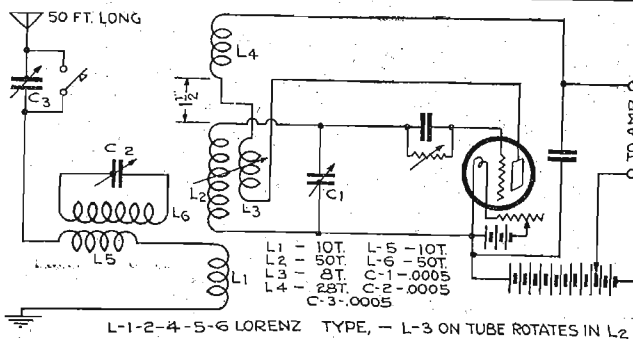 50 FT. LONG
L4
C3
1½"
C2
L6
L2
L3
C1
TO AMP.
L5
L1
L1 - 10T. L-5-10T.
L2 - 50T. L-6-50T.
L3 - 8T. C-1-.0005
L4 - 28T. C-2-.0005
C-3-.0005
L-1-2-4-5-6 LORENZ TYPE, - L-3 ON TUBE ROTATES IN L2